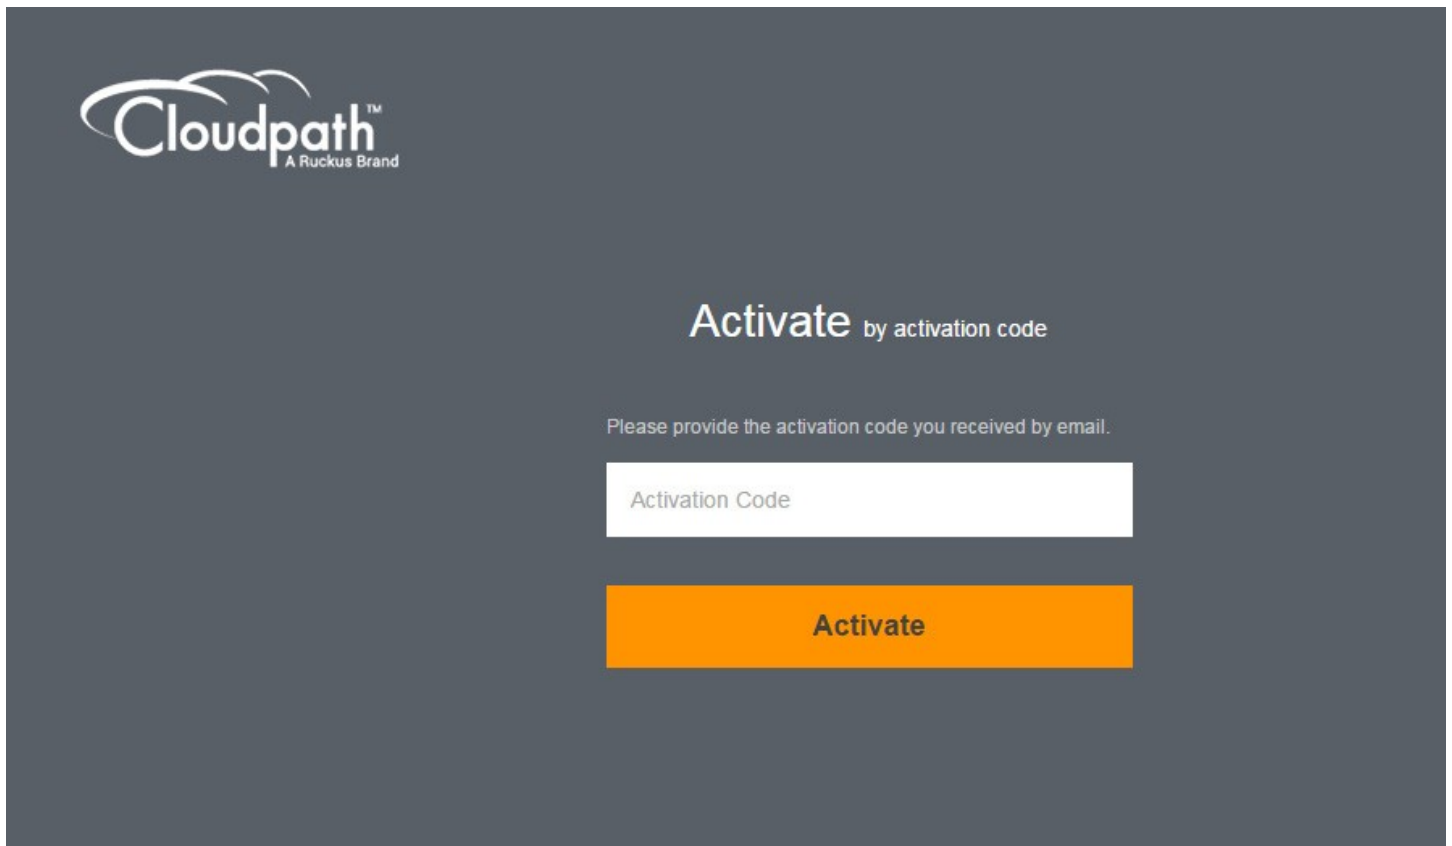 Cloudpath™
A Ruckus Brand
Activate by activation code
Please provide the activation code you received by email.
Activation Code
Activate